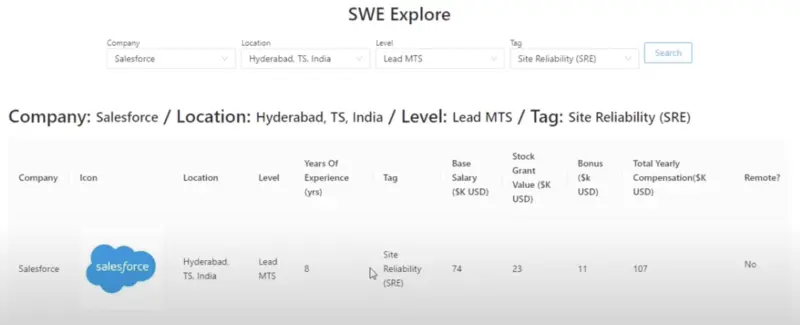 SWE Explore
Company Location Level Tag
Salesforce Hyderabad, TS, India Lead MTS Site Reliability (SRE) Search
Company: Salesforce / Location: Hyderabad, TS, India / Level: Lead MTS / Tag: Site Reliability (SRE)
Company Icon Location Level Years Of Experience (yrs) Tag Base Salary ($K USD) Stock Grant Value ($K USD) Bonus ($k USD) Total Yearly Compensation($K USD) Remote?
Salesforce salesforce Hyderabad, TS, India Lead MTS 8 Site Reliability (SRE) 74 23 11 107 No